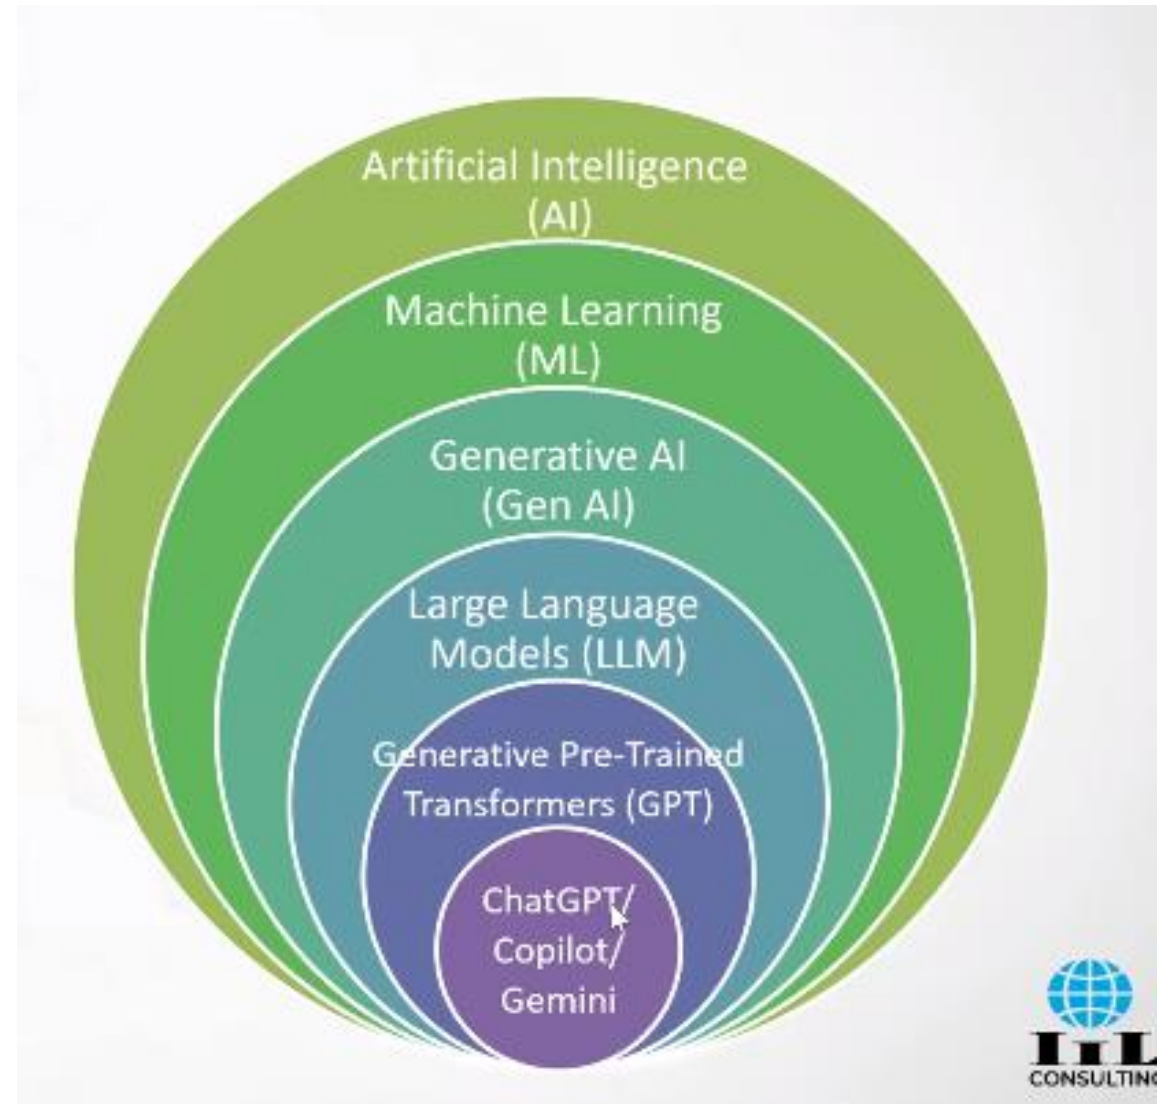 Artificial Intelligence
(AI)
Machine Learning
(ML)
Generative AI
(Gen AI)
Large Language
Models (LLM)
Generative Pre-Trained
Transformers (GPT)
ChatGPT/
Copilot/
Gemini
IIL
CONSULTING